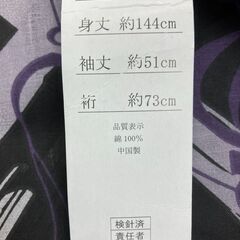 身丈 約144cm
袖丈 約51cm
裄 約73cm
品質表示
綿 100%
中国製
検針済
責任者